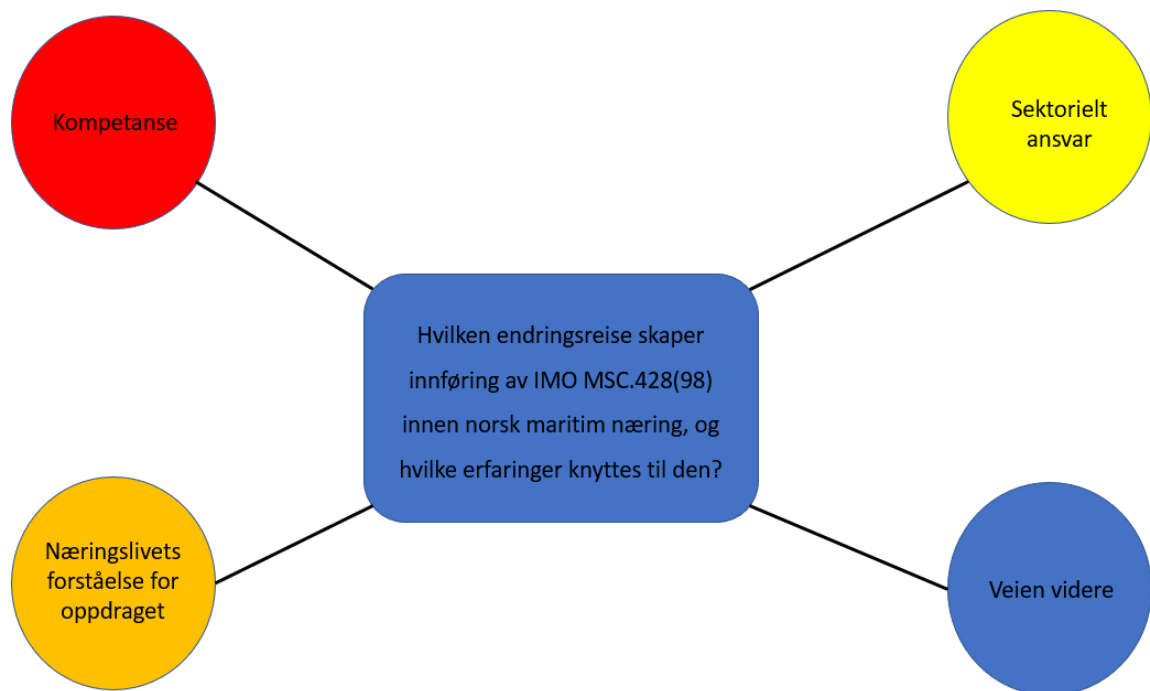 Kompetanse
Sektorielt
ansvar
Hvilken endringsreise skaper
innføring av IMO MSC.428(98)
innen norsk maritim næring, og
hvilke erfaringer knyttes til den?
Næringslivets
forståelse for
oppdraget
Veien videre